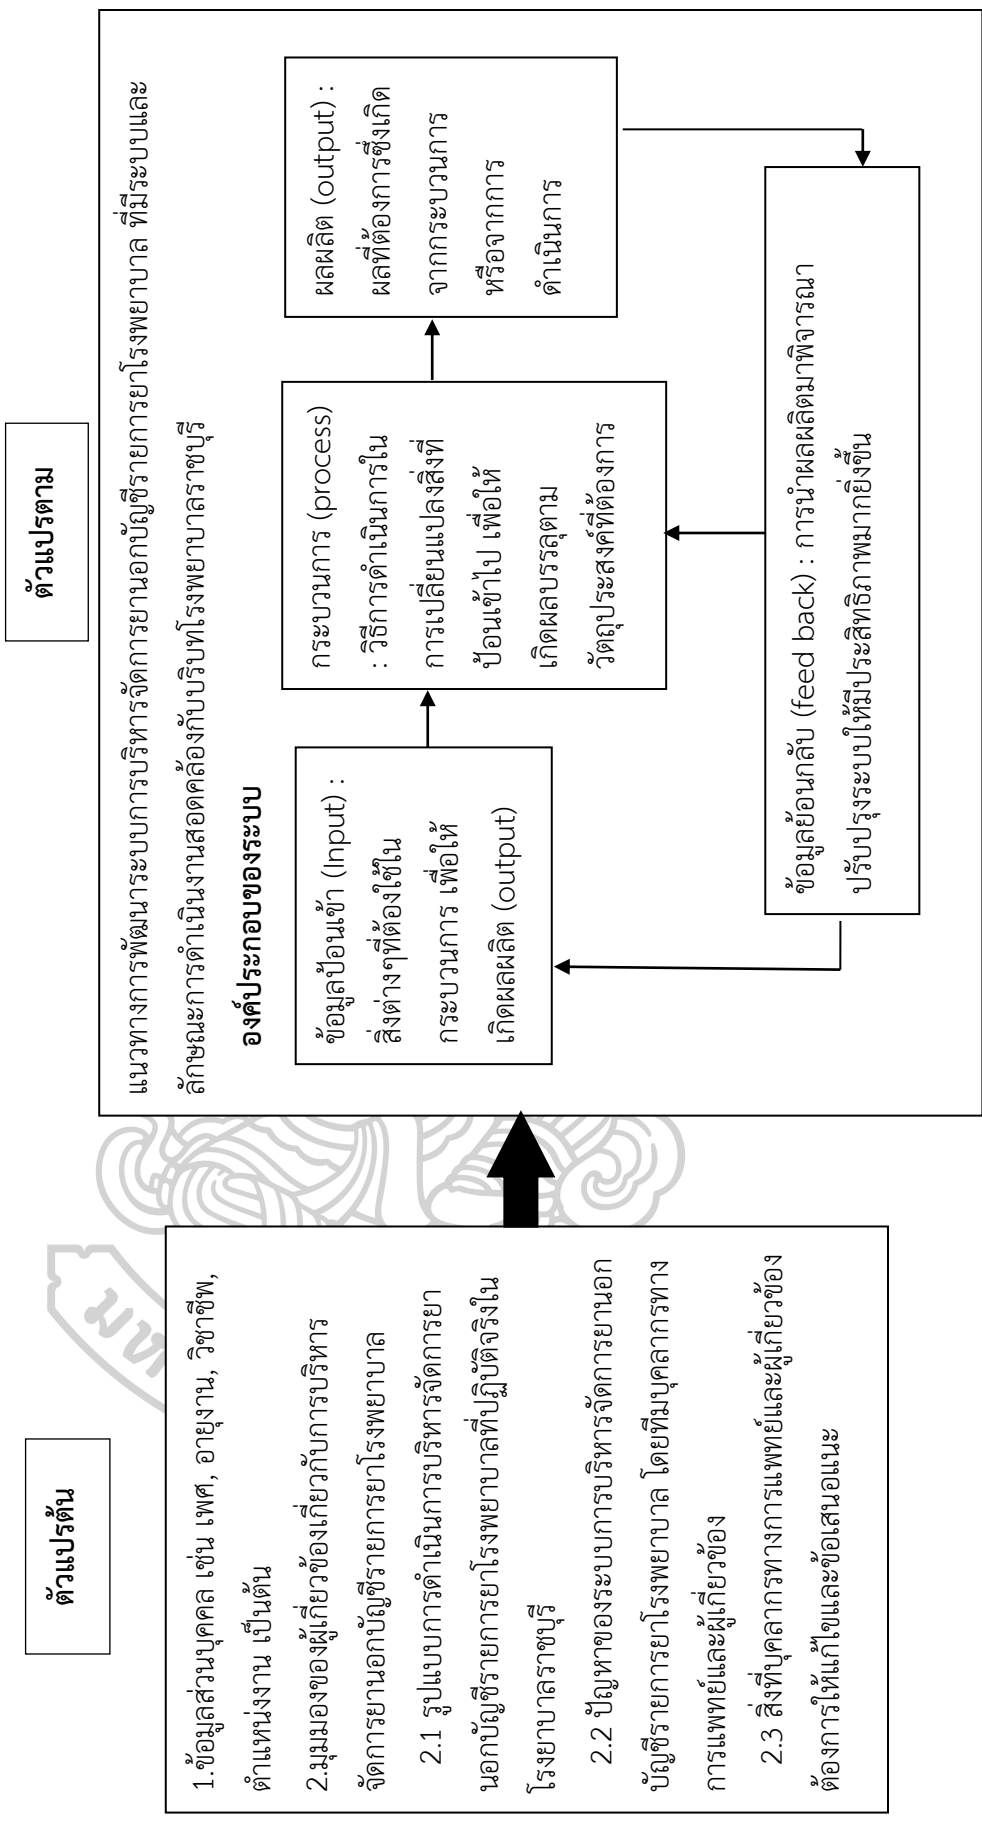 ตัวแปรต้น
1.ข้อมูลส่วนบุคคล เช่น เพศ, อายุงาน, วิชาชีพ,
ตำแหน่งงาน เป็นต้น
2.มุมมองของผู้เกี่ยวข้องเกี่ยวกับการบริหาร
จัดการยานอกบัญชีรายการยาโรงพยาบาล
2.1 รูปแบบการดำเนินการบริหารจัดการยา
นอกบัญชีรายการยาโรงพยาบาลที่ปฏิบัติจริงใน
โรงยาบาลราชบุรี
2.2 ปัญหาของระบบการบริหารจัดการยานอก
บัญชีรายการยาโรงพยาบาล โดยทีมบุคลากรทาง
การแพทย์และผู้เกี่ยวข้อง
2.3 สิ่งที่บุคลากรทางการแพทย์และผู้เกี่ยวข้อง
ต้องการให้แก้ไขและข้อเสนอแนะ
ตัวแปรตาม
แนวทางการพัฒนาระบบการบริหารจัดการยานอกบัญชีรายการยาโรงพยาบาล ที่มีระบบและ
ลักษณะการดำเนินงานสอดคล้องกับบริบทโรงพยาบาลราชบุรี
องค์ประกอบของระบบ
ข้อมูลป้อนเข้า (Input) :
สิ่งต่างๆที่ต้องใช้ใน
กระบวนการ เพื่อให้
เกิดผลผลิต (output)
กระบวนการ (process)
: วิธีการดำเนินการใน
การเปลี่ยนแปลงสิ่งที่
ป้อนเข้าไป เพื่อให้
เกิดผลบรรลุตาม
วัตถุประสงค์ที่ต้องการ
ผลผลิต (output) :
ผลที่ต้องการซึ่งเกิด
จากกระบวนการ
หรือจากการ
ดำเนินการ
ข้อมูลย้อนกลับ (feed back) : การนำผลผลิตมาพิจารณา
ปรับปรุงระบบให้มีประสิทธิภาพมากยิ่งขึ้น